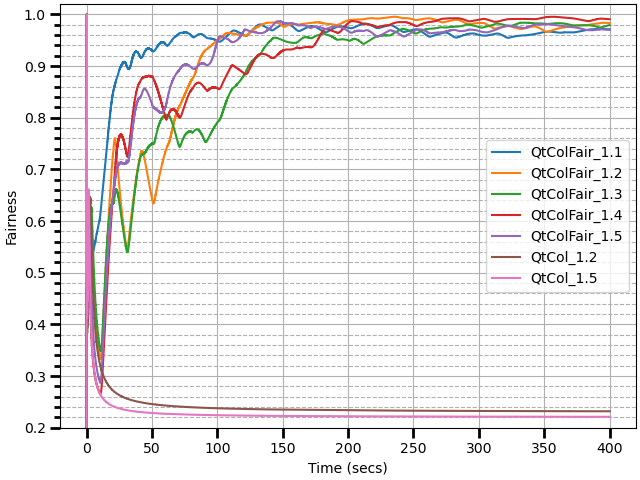 1.0
0.9
0.8
0.7
0.6
0.5
0.4
0.3
0.2
Fairness
QtColFair_1.1
QtColFair_1.2
QtColFair_1.3
QtColFair_1.4
QtColFair_1.5
QtCol_1.2
QtCol_1.5
0 50 100 150 200 250 300 350 400
Time (secs)